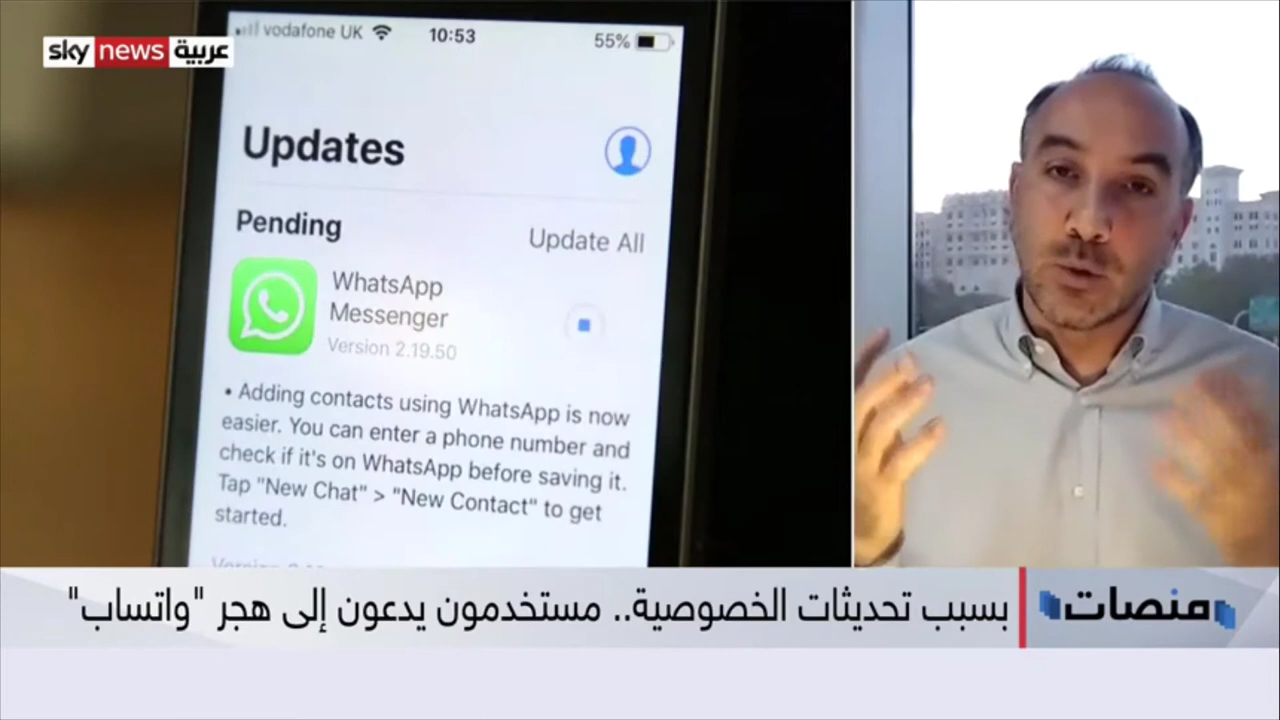 sky news عربية
vodafone UK 10:53 55%
Updates
Pending
Update All
WhatsApp
Messenger
Version 2.19.50
• Adding contacts using WhatsApp is now
easier. You can enter a phone number and
check if it's on WhatsApp before saving it.
Tap "New Chat" > "New Contact" to get
started.
منصات
بسبب تحديثات الخصوصية.. مستخدمون يدعون إلى هجر "واتساب"